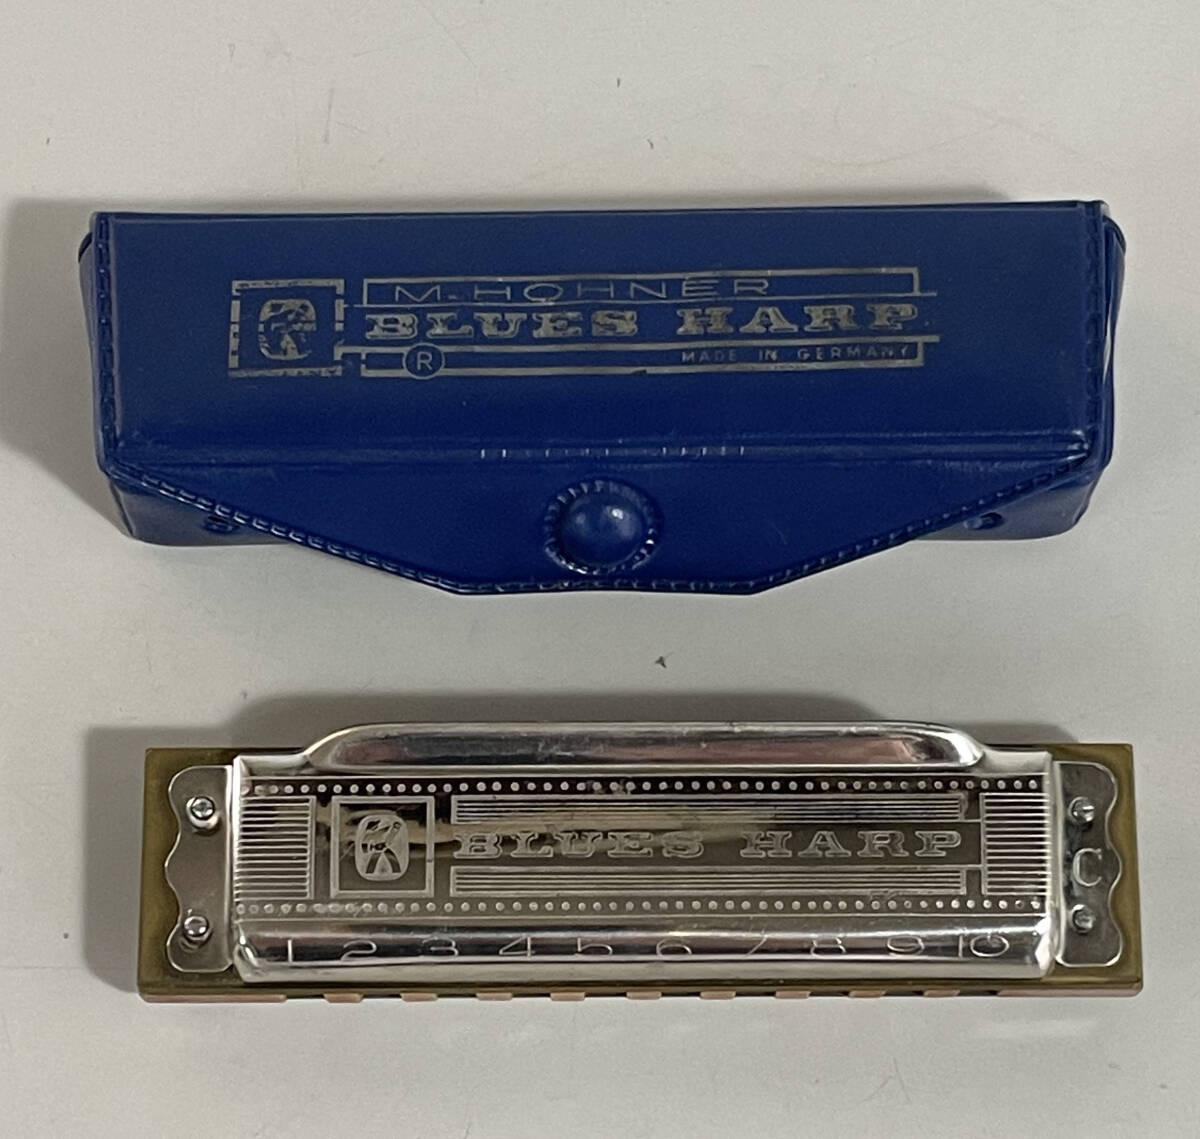 M. HOHNER
BLUES HARP
R
MADE IN GERMANY
BLUES HARP
C
1 2 3 4 5 6 7 8 9 10